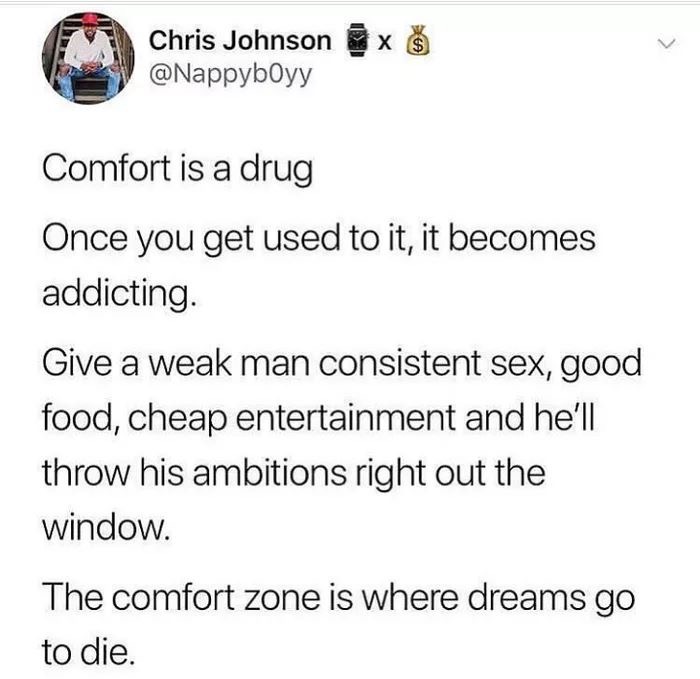 Chris Johnson ⌚ x 💰
@Nappyb0yy
Comfort is a drug
Once you get used to it, it becomes
addicting.
Give a weak man consistent sex, good
food, cheap entertainment and he'll
throw his ambitions right out the
window.
The comfort zone is where dreams go
to die.